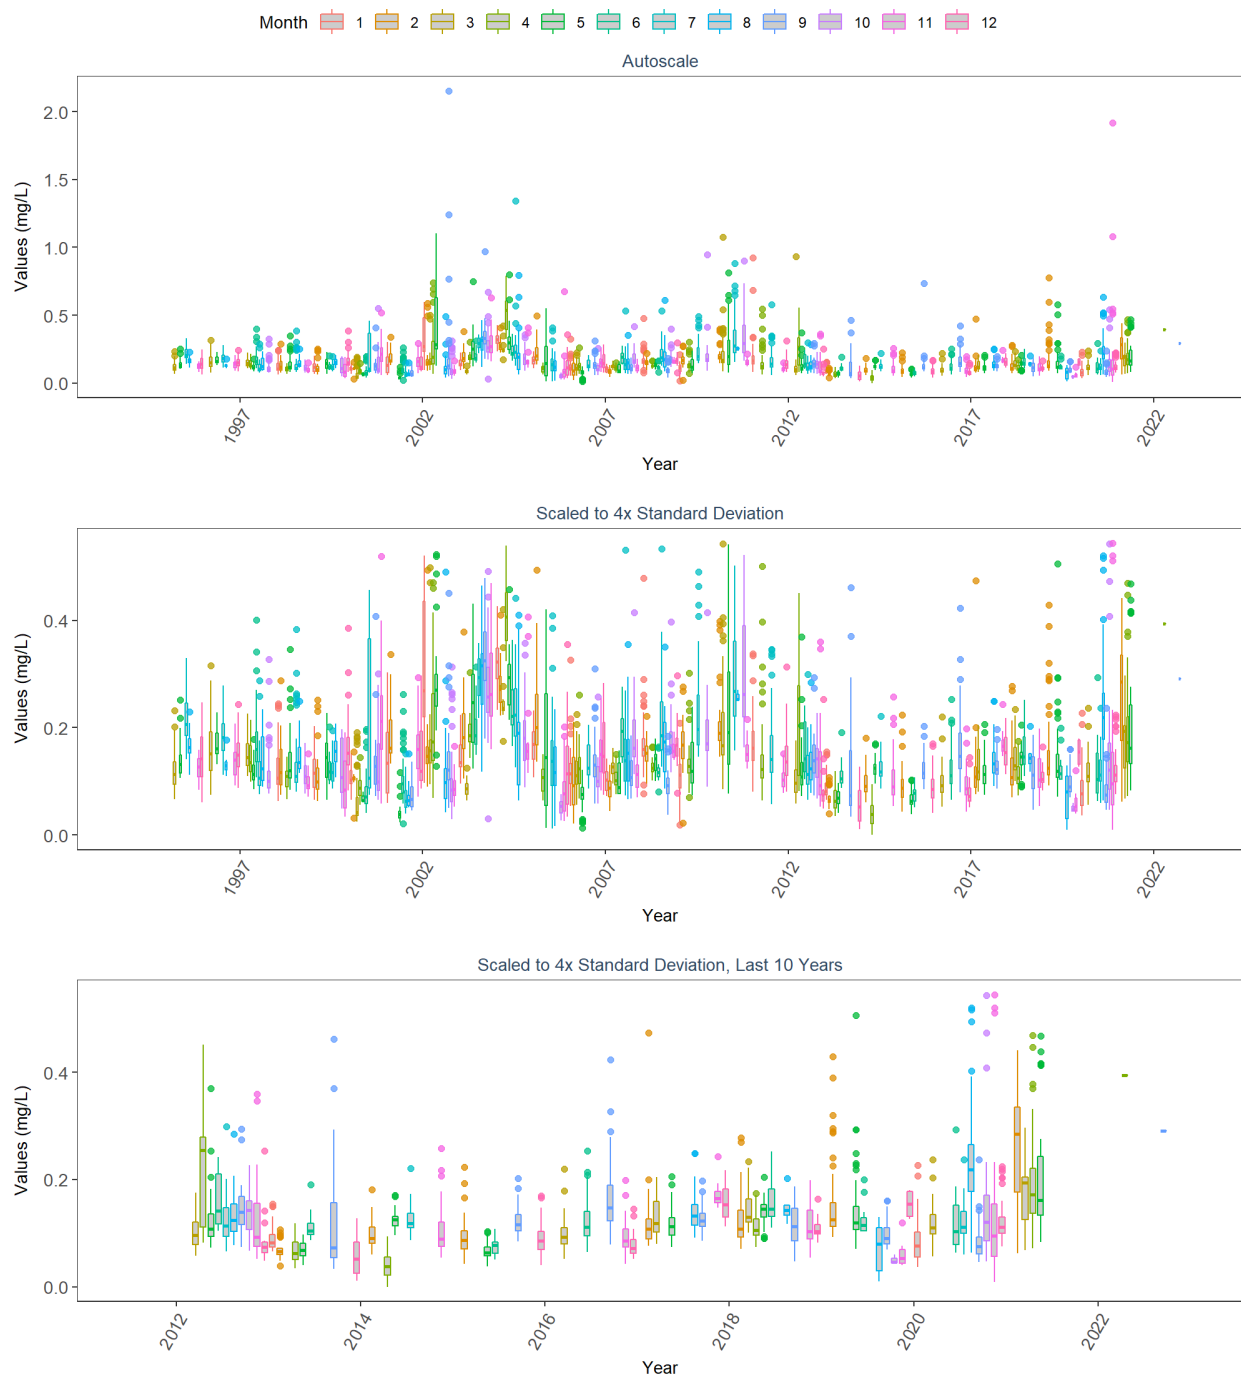 Month 1 2 3 4 5 6 7 8 9 10 11 12
Autoscale
Values (mg/L)
2.0
1.5
1.0
0.5
0.0
1997 2002 2007 2012 2017 2022
Year
Scaled to 4x Standard Deviation
Values (mg/L)
0.4
0.2
0.0
1997 2002 2007 2012 2017 2022
Year
Scaled to 4x Standard Deviation, Last 10 Years
Values (mg/L)
0.4
0.2
0.0
2012 2014 2016 2018 2020 2022
Year